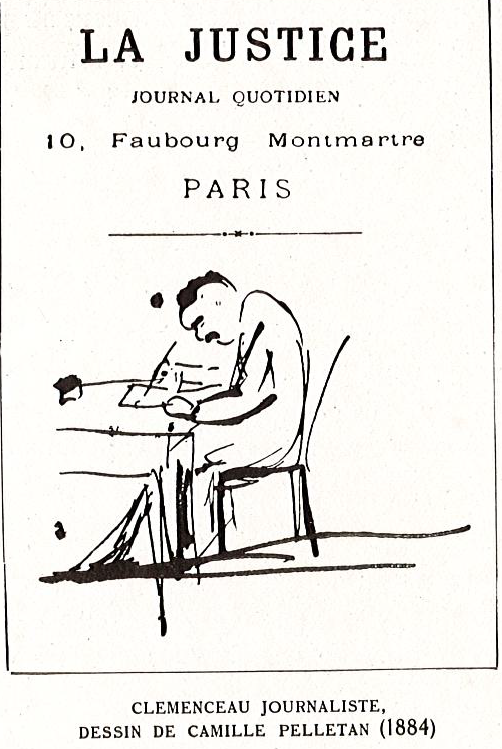 LA JUSTICE
JOURNAL QUOTIDIEN
10, Faubourg Montmartre
PARIS
CLEMENCEAU JOURNALISTE,
DESSIN DE CAMILLE PELLETAN (1884)